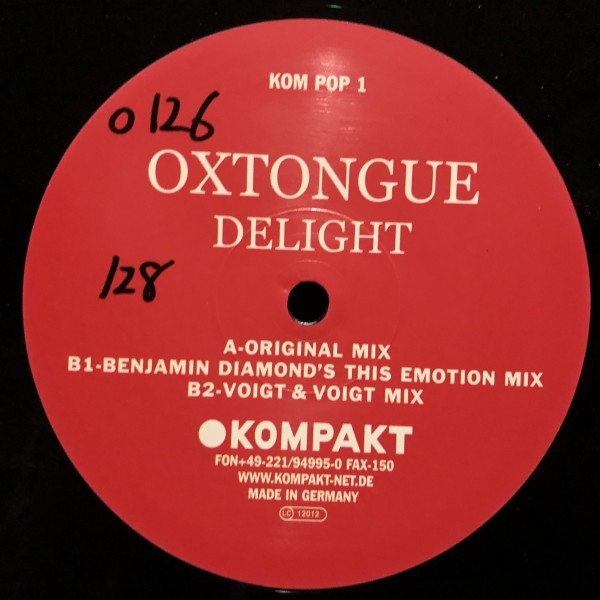 KOM POP 1
O 126
OXTONGUE
DELIGHT
128
A-ORIGINAL MIX
B1-BENJAMIN DIAMOND'S THIS EMOTION MIX
B2-VOIGT & VOIGT MIX
KOMPAKT
FON+49-221/94995-0 FAX-150
WWW.KOMPAKT-NET.DE
MADE IN GERMANY
LC 12012